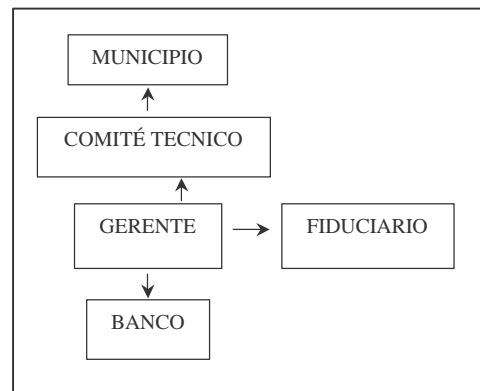 MUNICIPIO
COMITÉ TECNICO
GERENTE
FIDUCIARIO
BANCO